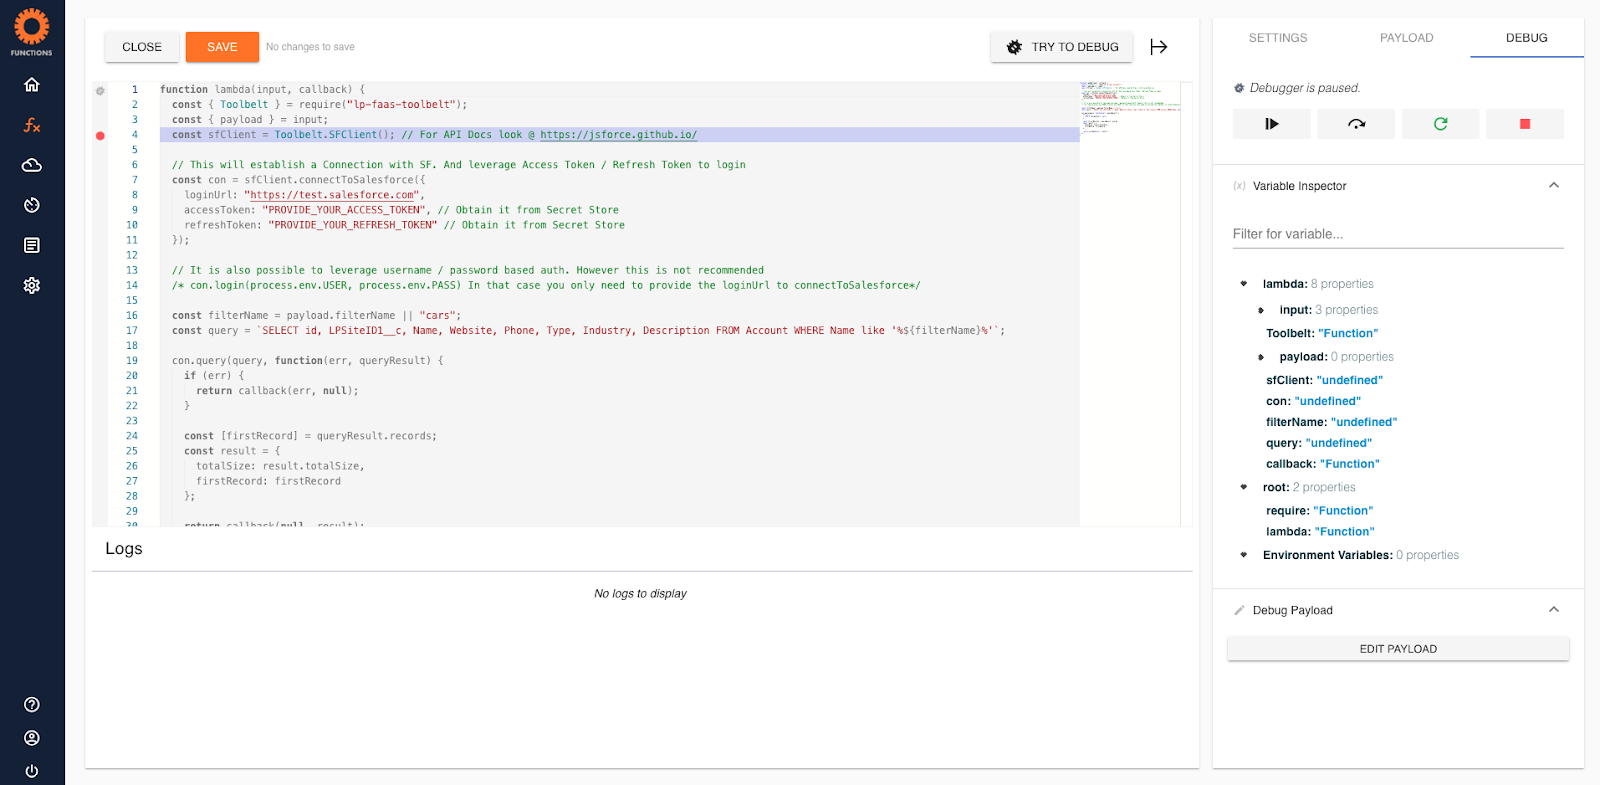 FUNCTIONS
CLOSE
SAVE
No changes to save
TRY TO DEBUG
1 function lambda(input, callback) {
2 const { Toolbelt } = require("lp-faas-toolbelt");
3 const { payload } = input;
4 const sfClient = Toolbelt.SFClient(); // For API Docs look @ https://jsforce.github.io/
5
6 // This will establish a Connection with SF. And leverage Access Token / Refresh Token to login
7 const con = sfClient.connectToSalesforce({
8 loginUrl: "https://test.salesforce.com",
9 accessToken: "PROVIDE_YOUR_ACCESS_TOKEN", // Obtain it from Secret Store
10 refreshToken: "PROVIDE_YOUR_REFRESH_TOKEN" // Obtain it from Secret Store
11 });
12
13 // It is also possible to leverage username / password based auth. However this is not recommended
14 /* con.login(process.env.USER, process.env.PASS) In that case you only need to provide the loginUrl to connectToSalesforce*/
15
16 const filterName = payload.filterName || "cars";
17 const query = `SELECT id, LPSiteID1__c, Name, Website, Phone, Type, Industry, Description FROM Account WHERE Name like '%${filterName}%'`;
18
19 con.query(query, function(err, queryResult) {
20 if (err) {
21 return callback(err, null);
22 }
23
24 const [firstRecord] = queryResult.records;
25 const result = {
26 totalSize: result.totalSize,
27 firstRecord: firstRecord
28 };
29
30 return callback(null, result);
Logs
No logs to display
SETTINGS
PAYLOAD
DEBUG
Debugger is paused.
(x) Variable Inspector
Filter for variable...
lambda: 8 properties
input: 3 properties
Toolbelt: "Function"
payload: 0 properties
sfClient: "undefined"
con: "undefined"
filterName: "undefined"
query: "undefined"
callback: "Function"
root: 2 properties
require: "Function"
lambda: "Function"
Environment Variables: 0 properties
Debug Payload
EDIT PAYLOAD